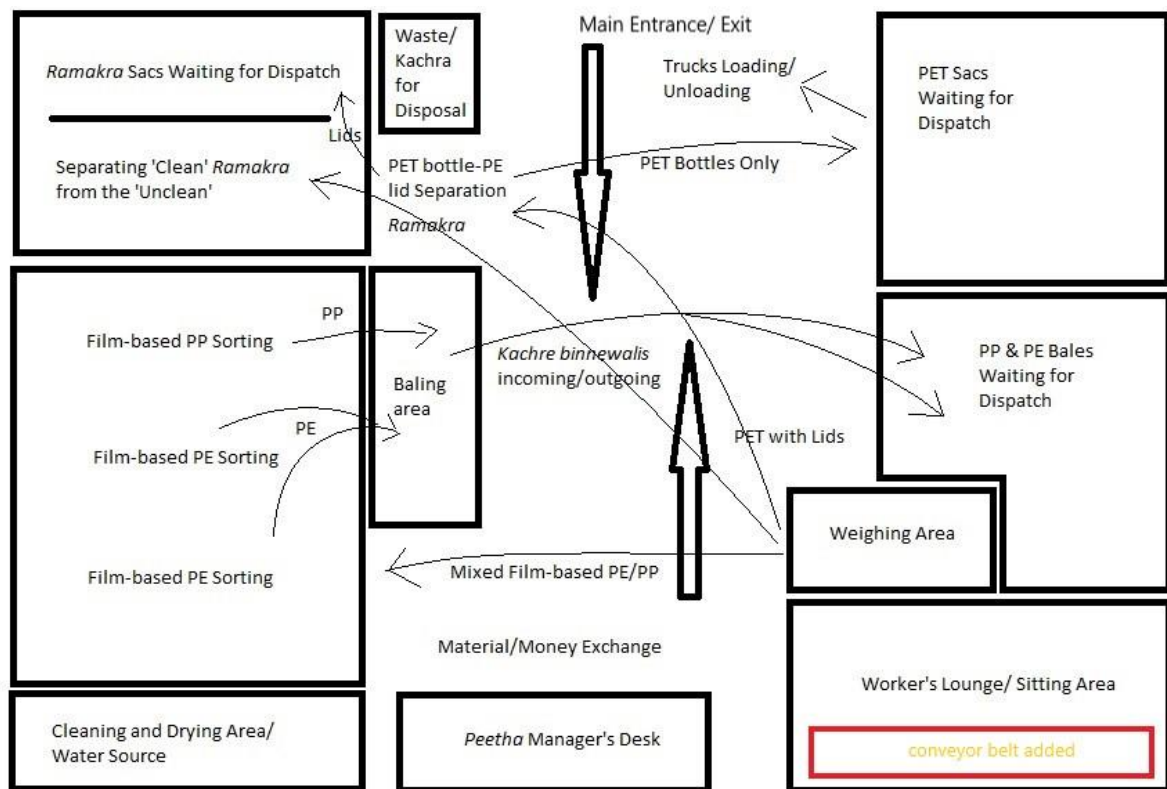 Main Entrance/ Exit
Ramakra Sacs Waiting for Dispatch
Lids
Separating 'Clean' Ramakra
from the 'Unclean'
Waste/
Kachra
for
Disposal
Trucks Loading/
Unloading
PET Sacs
Waiting for
Dispatch
PET bottle-PE
lid Separation
Ramakra
PET Bottles Only
PP
Film-based PP Sorting
PE
Film-based PE Sorting
Film-based PE Sorting
Baling
area
Kachre binnewalis
incoming/outgoing
PP & PE Bales
Waiting for
Dispatch
PET with Lids
Weighing Area
Mixed Film-based PE/PP
Material/Money Exchange
Worker's Lounge/ Sitting Area
conveyor belt added
Cleaning and Drying Area/
Water Source
Peetha Manager's Desk